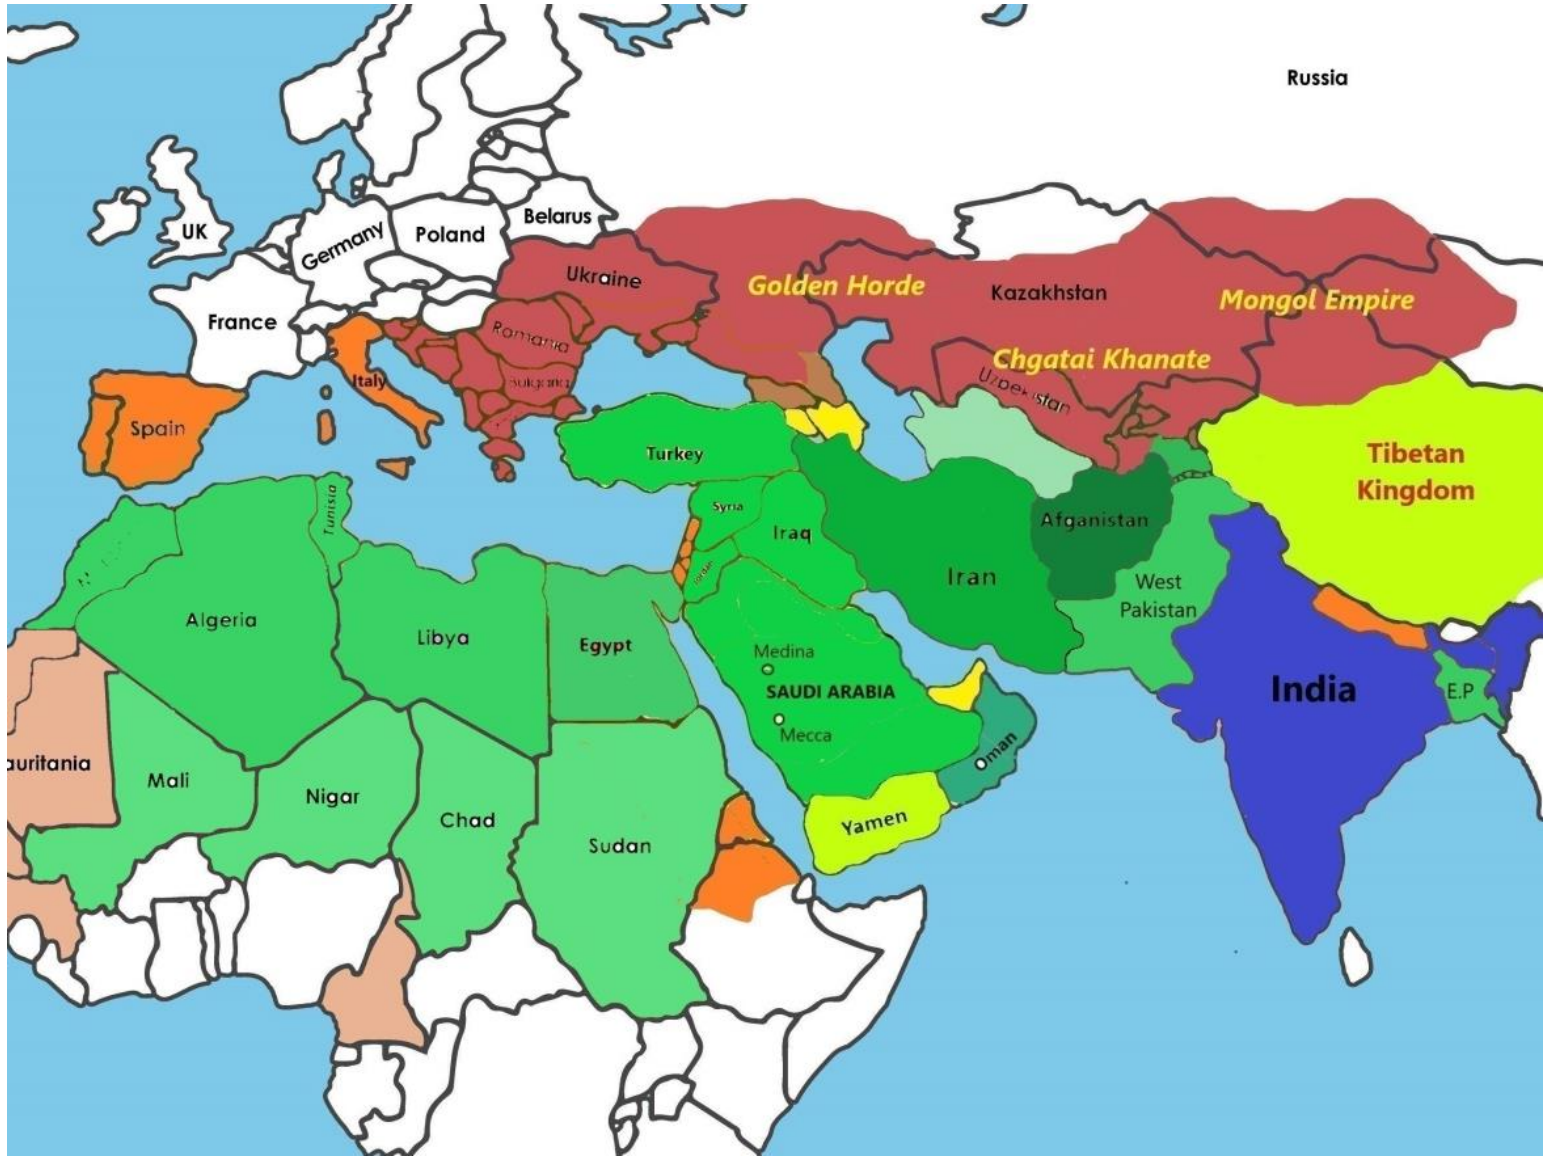 Russia
UK
Germany
Poland
Belarus
Ukraine
France
Golden Horde
Kazakhstan
Mongol Empire
Romania
Chgatai Khanate
Uzbekistan
Bulgaria
Italy
Spain
Turkey
Tibetan
Kingdom
Tunisia
Syria
Iraq
Afganistan
Jordan
Iran
West
Pakistan
Algeria
Libya
Egypt
Medina
SAUDI ARABIA
India
E.P
Mecca
auritania
Mali
Nigar
Chad
Sudan
Oman
Yamen